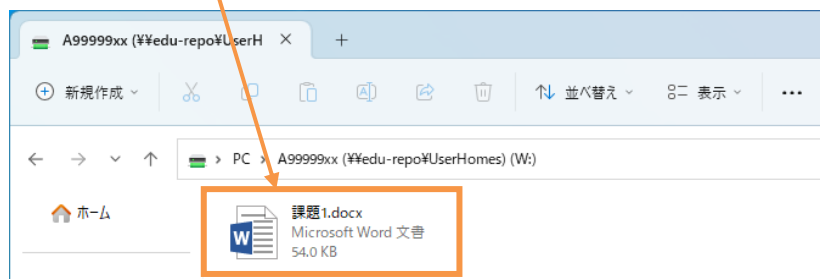 A99999xx (¥¥edu-repo¥UserH
新規作成
並べ替え
表示
PC > A99999xx (¥¥edu-repo¥UserHomes) (W:)
ホーム
課題1.docx
Microsoft Word 文書
54.0 KB